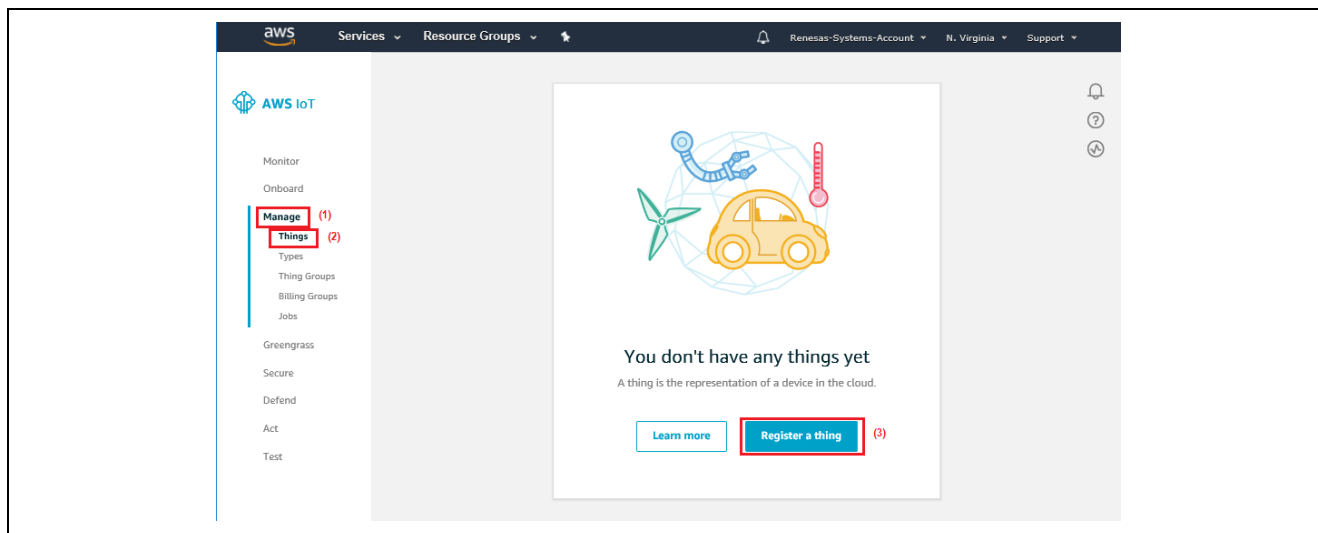 aws Services Resource Groups Renesas-Systems-Account N. Virginia Support
AWS IoT
Monitor
Onboard
Manage (1)
Things (2)
Types
Thing Groups
Billing Groups
Jobs
Greengrass
Secure
Defend
Act
Test
You don't have any things yet
A thing is the representation of a device in the cloud.
Learn more Register a thing (3)